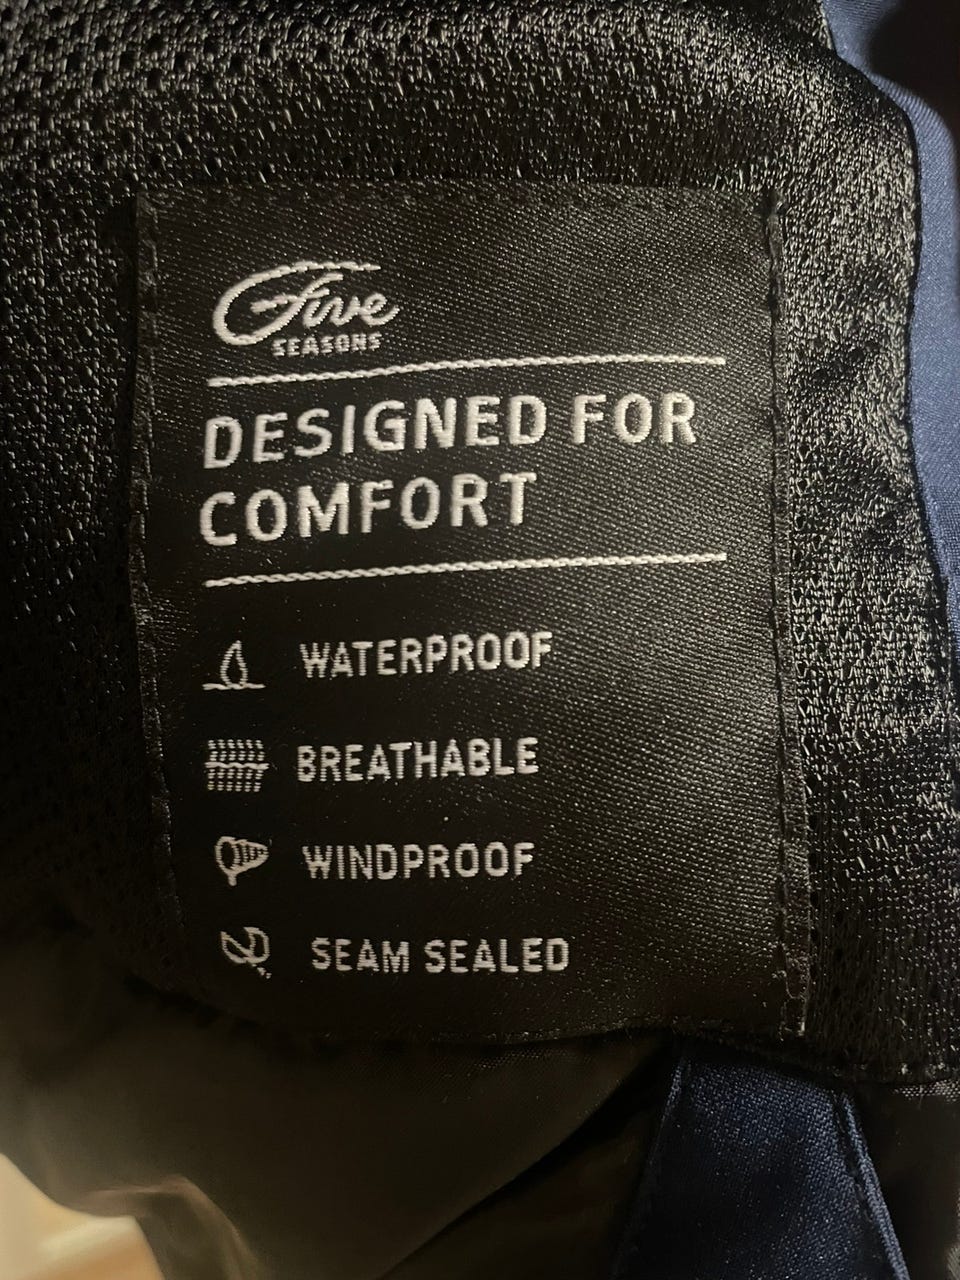 Five
SEASONS
DESIGNED FOR
COMFORT
WATERPROOF
BREATHABLE
WINDPROOF
SEAM SEALED